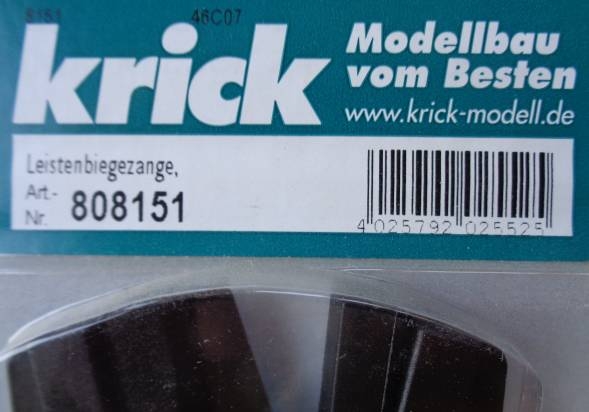 8151 46C07
krick
Modellbau
vom Besten
www.krick-modell.de
Leistenbiegezange,
Art.-
Nr. 808151
4 025792 025525